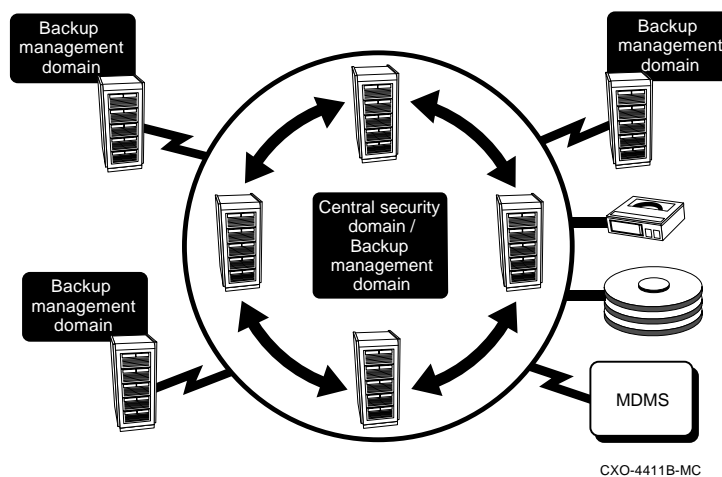 Backup
management
domain
Backup
management
domain
Central security
domain /
Backup
management
domain
Backup
management
domain
MDMS
CXO-4411B-MC